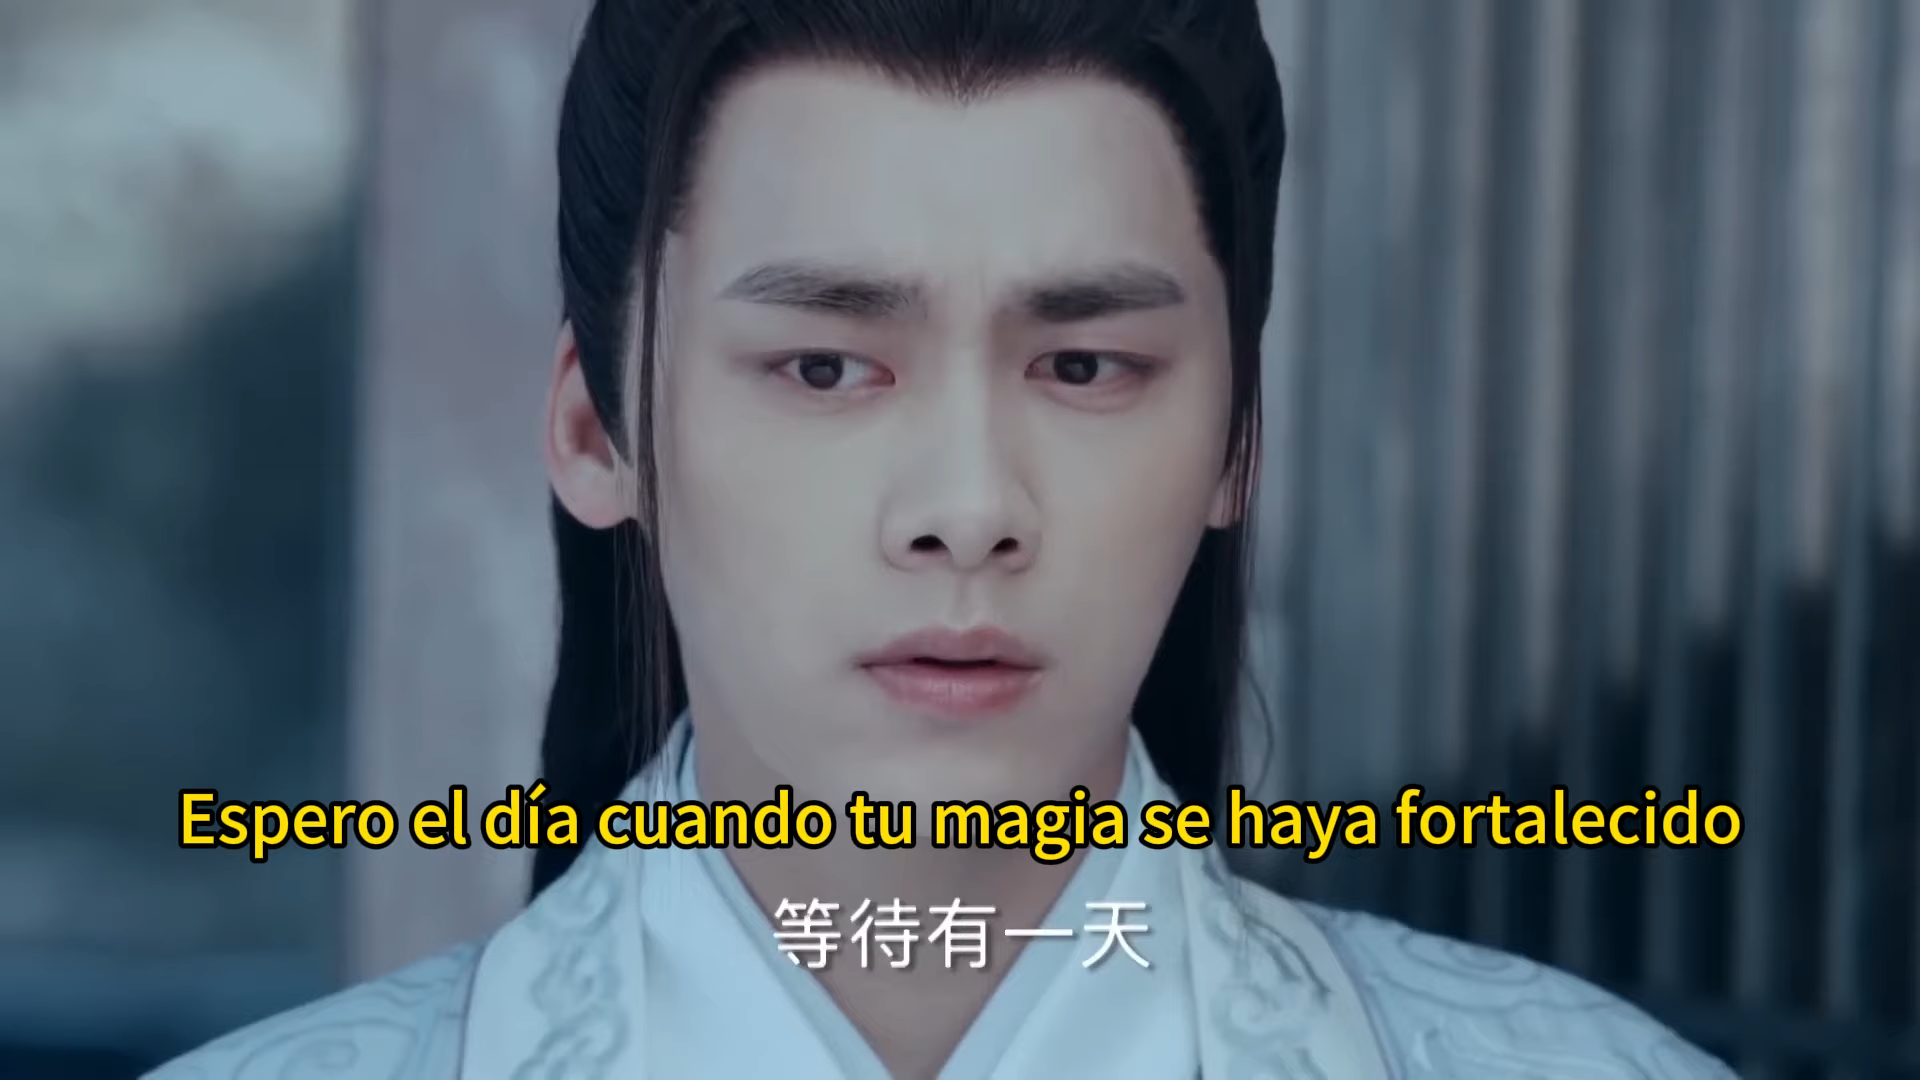 Espero el día cuando tu magia se haya fortalecido
等待有一天